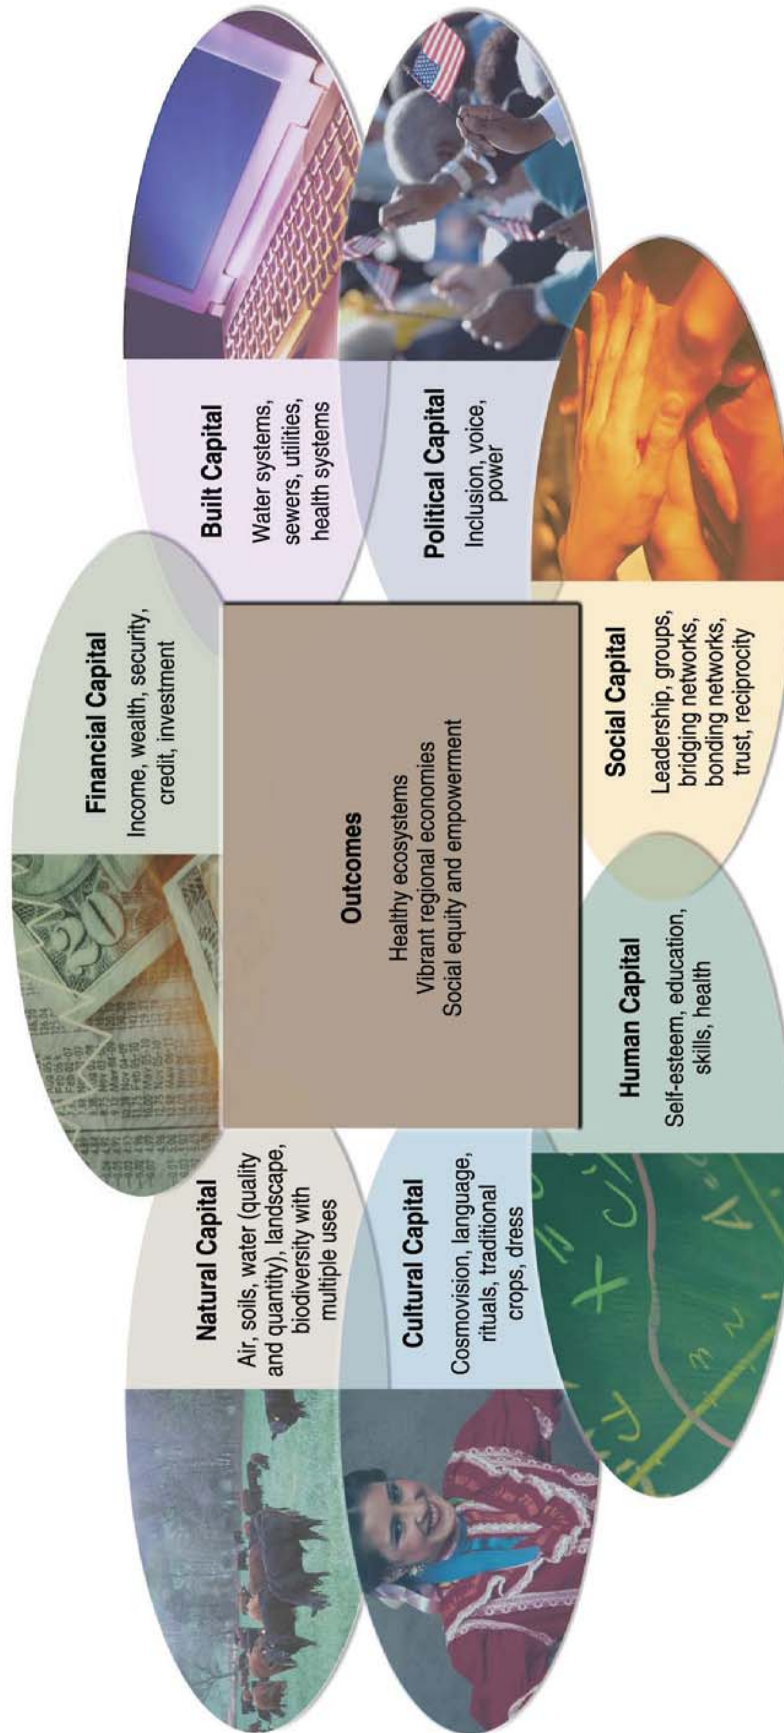 Financial Capital
Income, wealth, security,
credit, investment
Natural Capital
Air, soils, water (quality
and quantity), landscape,
biodiversity with
multiple uses
Built Capital
Water systems,
sewers, utilities,
health systems
Outcomes
Healthy ecosystems
Vibrant regional economies
Social equity and empowerment
Cultural Capital
Cosmovision, language,
rituals, traditional
crops, dress
Political Capital
Inclusion, voice,
power
Human Capital
Self-esteem, education,
skills, health
Social Capital
Leadership, groups,
bridging networks,
bonding networks,
trust, reciprocity
20